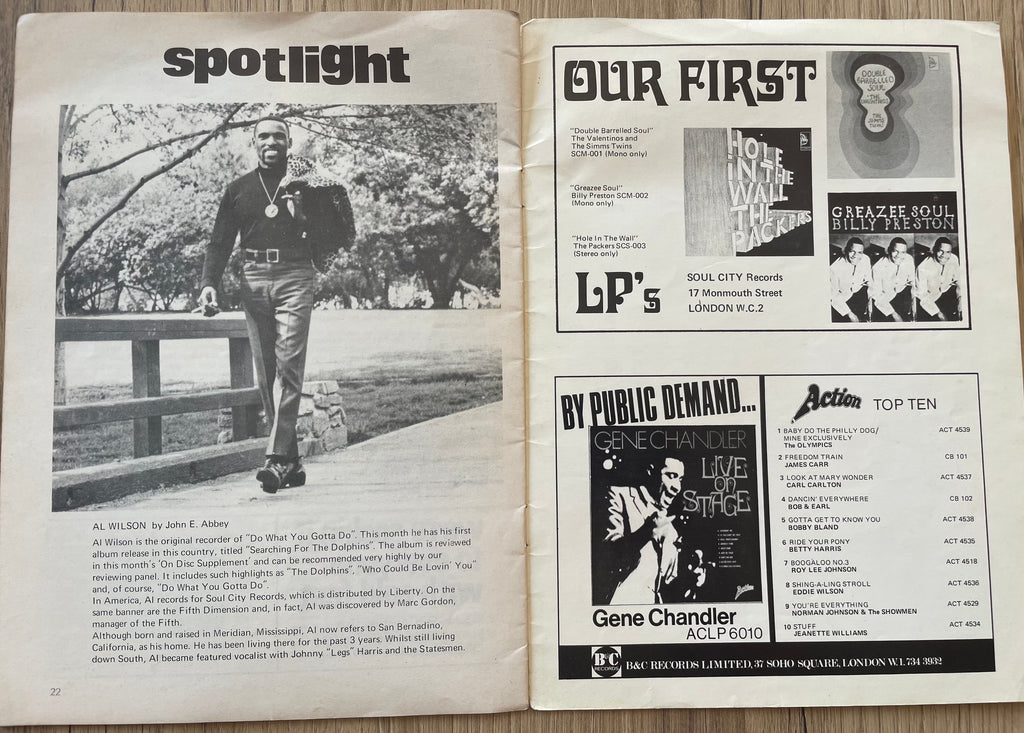 spotlight
AL WILSON by John E. Abbey
Al Wilson is the original recorder of "Do What You Gotta Do". This month he has his first
album release in this country, titled "Searching For The Dolphins". The album is reviewed
in this month's 'On Disc Supplement' and can be recommended very highly by our
reviewing panel. It includes such highlights as "The Dolphins", "Who Could Be Lovin' You"
and, of course, "Do What You Gotta Do".
In America, Al records for Soul City Records, which is distributed by Liberty. On the
same banner are the Fifth Dimension and, in fact, Al was discovered by Marc Gordon,
manager of the Fifth.
Although born and raised in Meridian, Mississippi, Al now refers to San Bernadino,
California, as his home. He has been living there for the past 3 years. Whilst still living
down South, Al became featured vocalist with Johnny "Legs" Harris and the Statesmen.
22
OUR FIRST
"Double Barrelled Soul"
The Valentinos and
The Simms Twins
SCM-001 (Mono only)
"Greazee Soul"
Billy Preston SCM-002
(Mono only)
"Hole In The Wall"
The Packers SCS-003
(Stereo only)
LP's
HOLE
IN THE
WALL
THE
PACKERS
DOUBLE
BARRELLED
SOUL
THE
VALENTINOS
THE
SIMMS
TWINS
GREAZEE SOUL
BILLY PRESTON
SOUL CITY Records
17 Monmouth Street
LONDON W.C.2
BY PUBLIC DEMAND...
GENE CHANDLER
LIVE
on
STAGE
Gene Chandler
ACLP 6010
Action TOP TEN
1 BABY DO THE PHILLY DOG/ ACT 4539
MINE EXCLUSIVELY
The OLYMPICS
2 FREEDOM TRAIN CB 101
JAMES CARR
3 LOOK AT MARY WONDER ACT 4537
CARL CARLTON
4 DANCIN' EVERYWHERE CB 102
BOB & EARL
5 GOTTA GET TO KNOW YOU ACT 4538
BOBBY BLAND
6 RIDE YOUR PONY ACT 4535
BETTY HARRIS
7 BOOGALOO NO.3 ACT 4518
ROY LEE JOHNSON
8 SHING-A-LING STROLL ACT 4536
EDDIE WILSON
9 YOU'RE EVERYTHING ACT 4529
NORMAN JOHNSON & The SHOWMEN
10 STUFF ACT 4534
JEANETTE WILLIAMS
B&C
RECORDS
B&C RECORDS LIMITED, 37 SOHO SQUARE, LONDON W.1. 734 3932